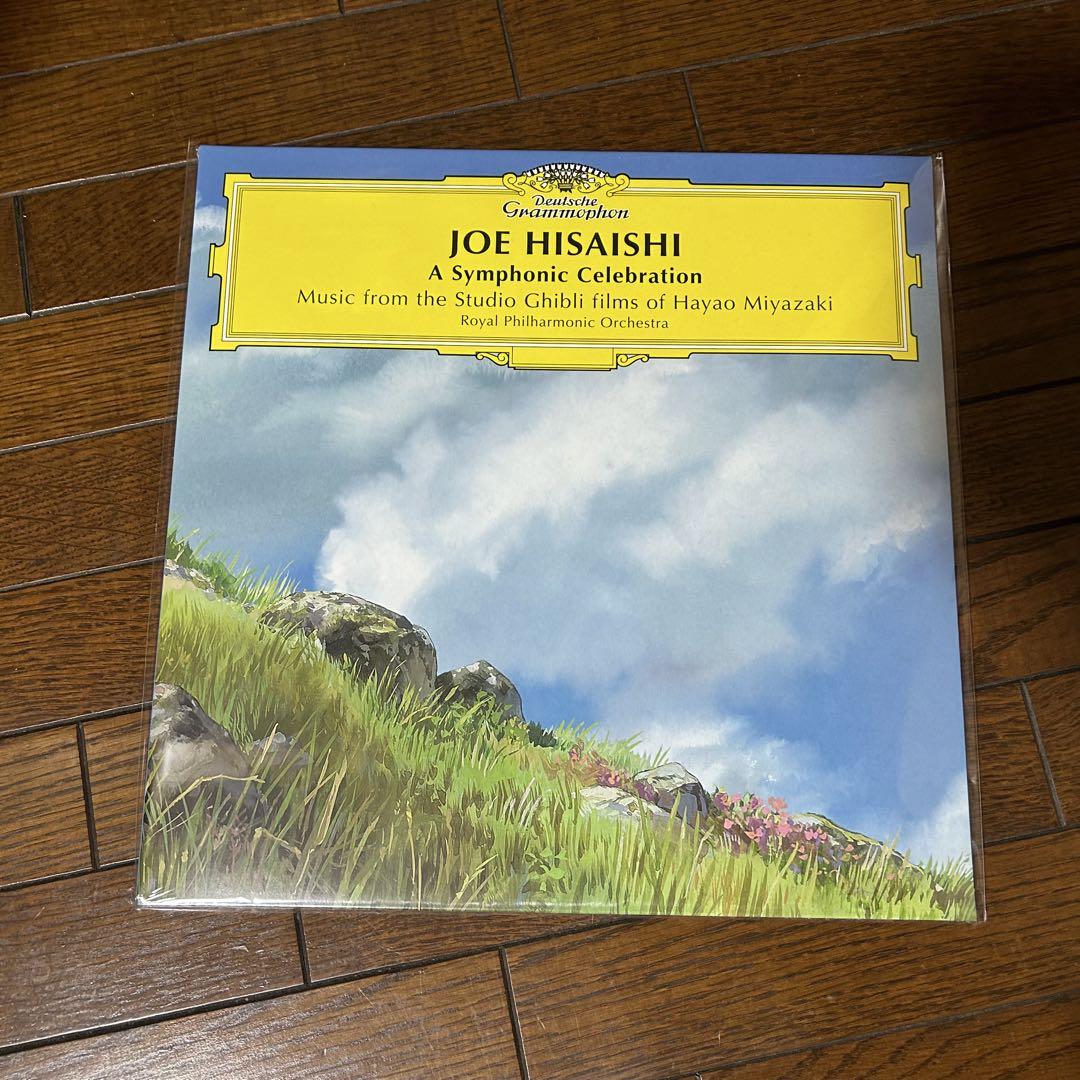 Deutsche
Grammophon
JOE HISAISHI
A Symphonic Celebration
Music from the Studio Ghibli films of Hayao Miyazaki
Royal Philharmonic Orchestra